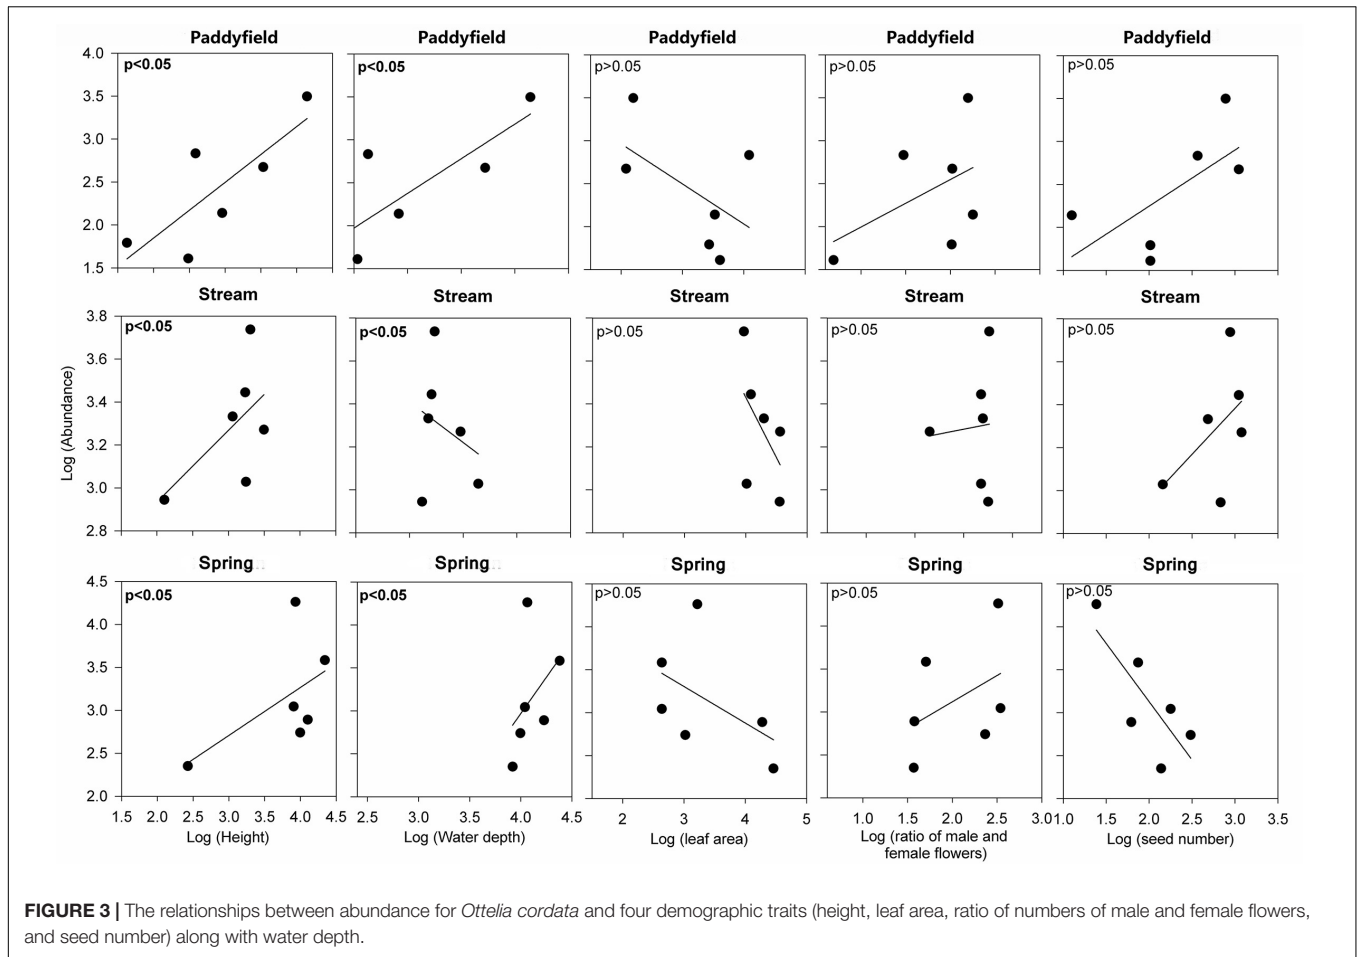 Paddyfield Paddyfield Paddyfield Paddyfield Paddyfield
p<0.05 p<0.05 p>0.05 p>0.05 p>0.05
4.0
3.5
3.0
2.5
2.0
1.5
Stream Stream Stream Stream Stream
p<0.05 p<0.05 p>0.05 p>0.05 p>0.05
3.8
3.6
3.4
3.2
3.0
2.8
Log (Abundance)
Spring Spring Spring Spring Spring
p<0.05 p<0.05 p>0.05 p>0.05 p>0.05
4.5
4.0
3.5
3.0
2.5
2.0
1.5 2.0 2.5 3.0 3.5 4.0 4.5 2.5 3.0 3.5 4.0 4.5 2 3 4 5 1.0 1.5 2.0 2.5 3.0 1.0 1.5 2.0 2.5 3.0 3.5
Log (Height) Log (Water depth) Log (leaf area) Log (ratio of male and Log (seed number)
female flowers)
FIGURE 3 | The relationships between abundance for Ottelia cordata and four demographic traits (height, leaf area, ratio of numbers of male and female flowers,
and seed number) along with water depth.